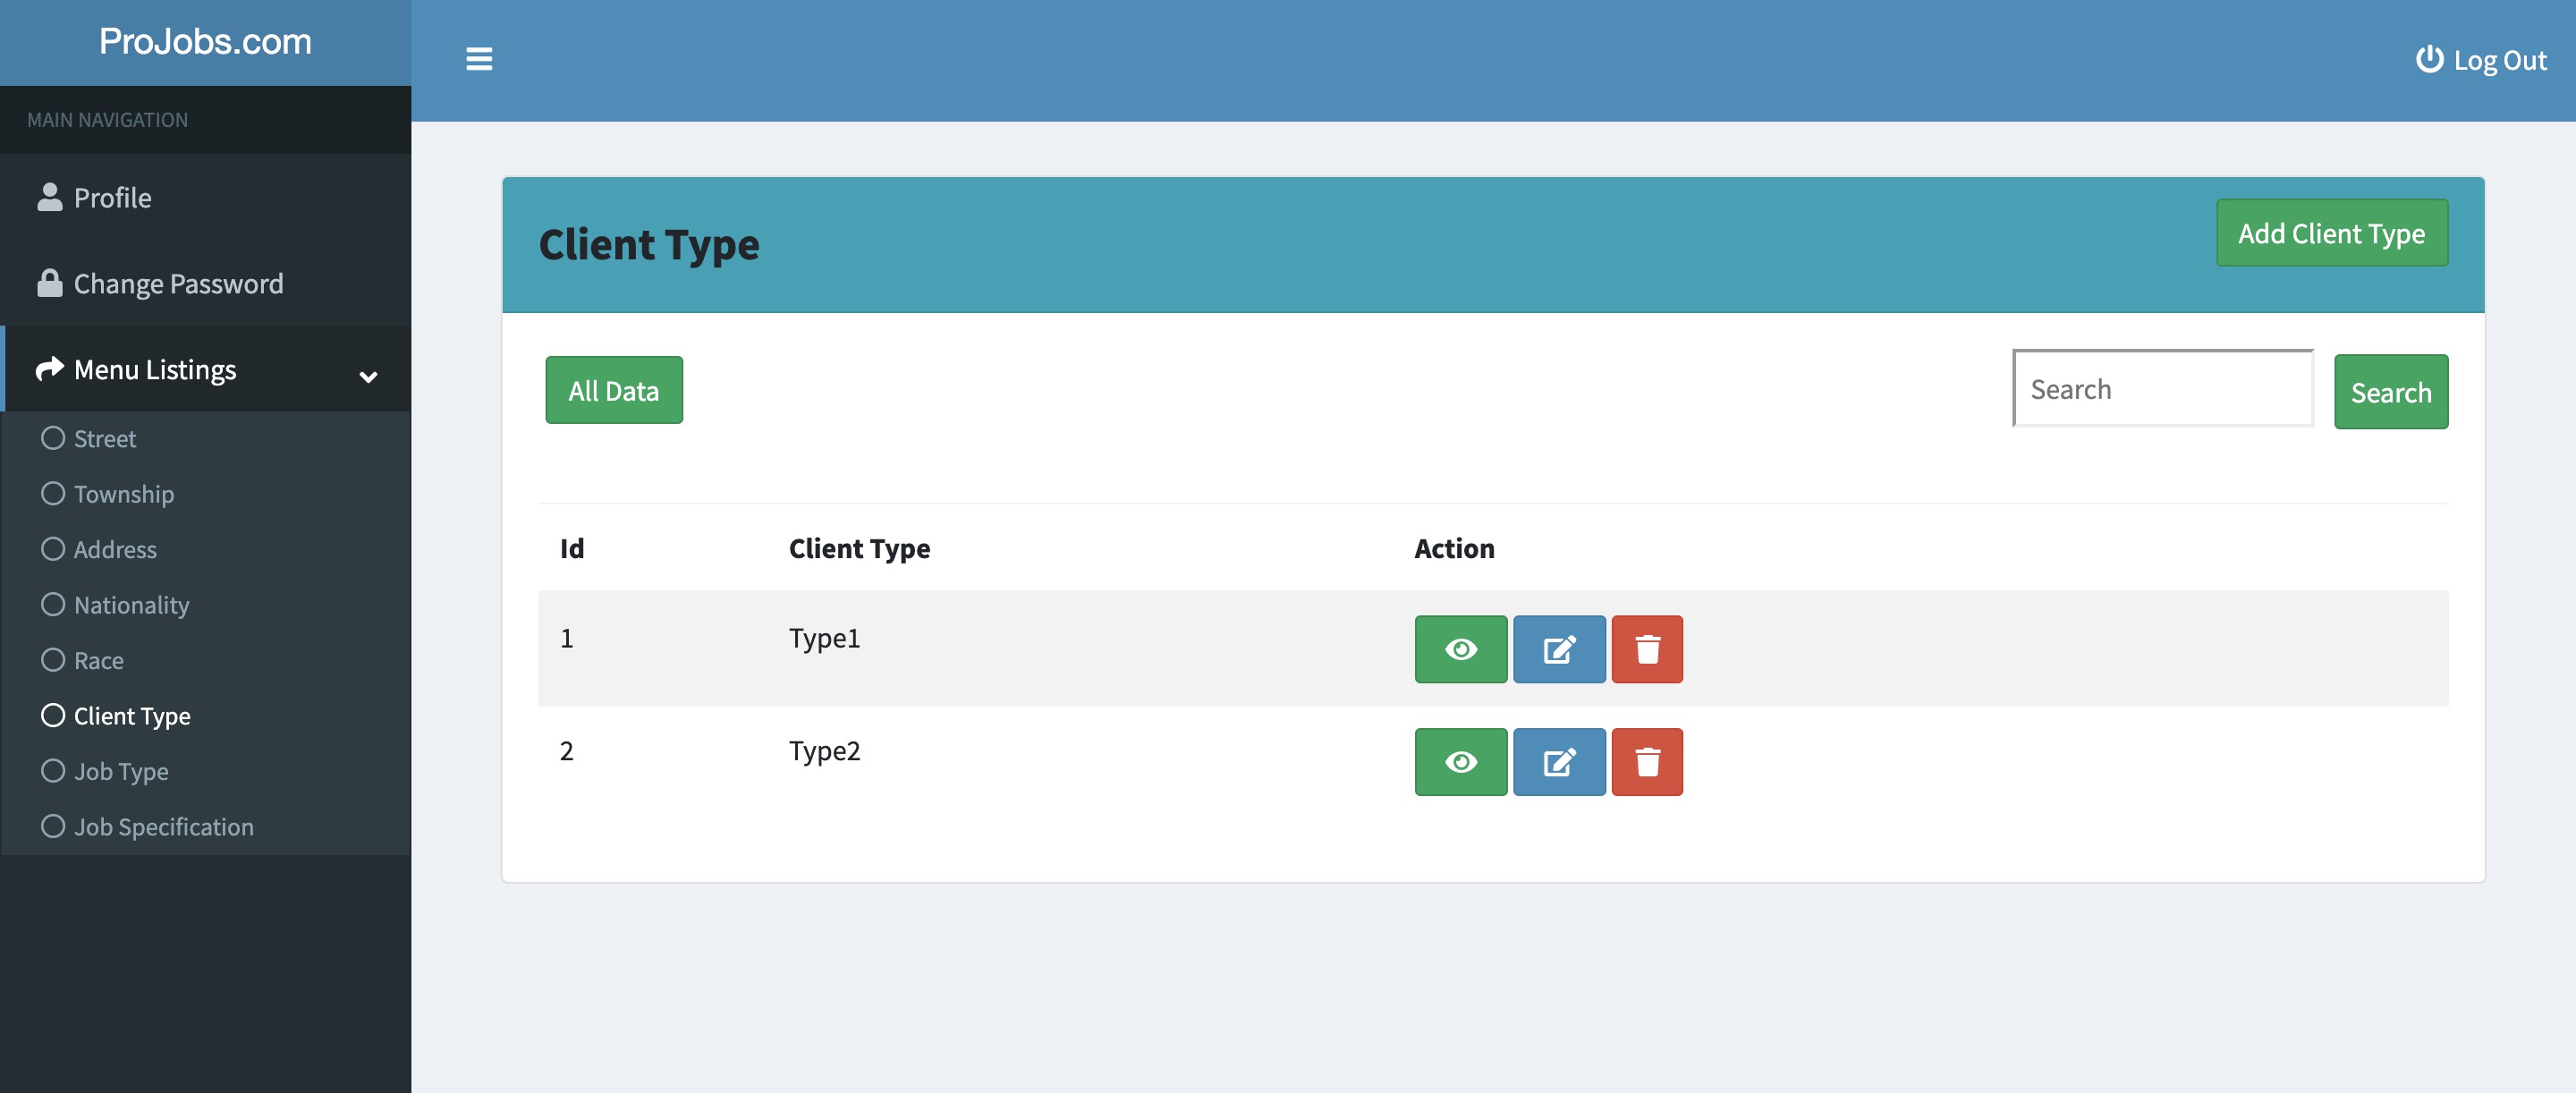 ProJobs.com
Log Out
MAIN NAVIGATION
Profile
Change Password
Menu Listings
Street
Township
Address
Nationality
Race
Client Type
Job Type
Job Specification
Client Type
Add Client Type
All Data
Search
Search
Id Client Type Action
1 Type1
2 Type2